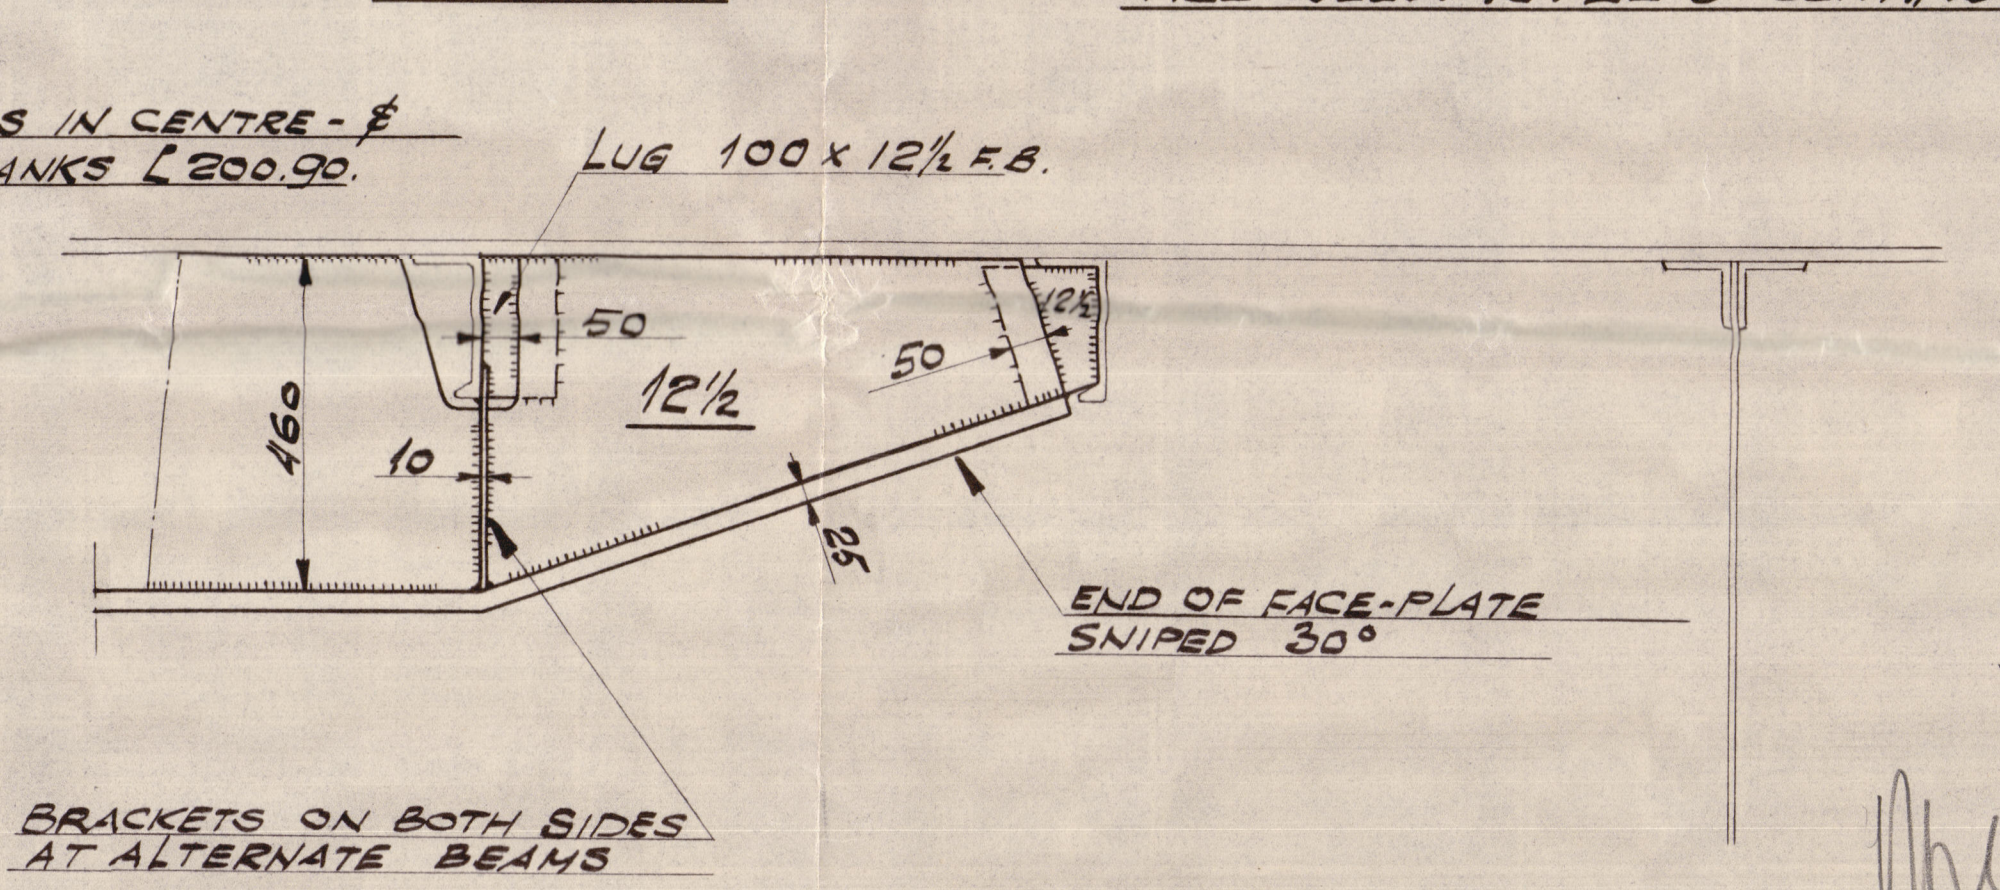 S IN CENTRE - &
ANKS [200.90.
LUG 100 x 12½ F.B.
50
12½
50
12½
460
10
25
END OF FACE-PLATE
SNIPED 30°
BRACKETS ON BOTH SIDES
AT ALTERNATE BEAMS